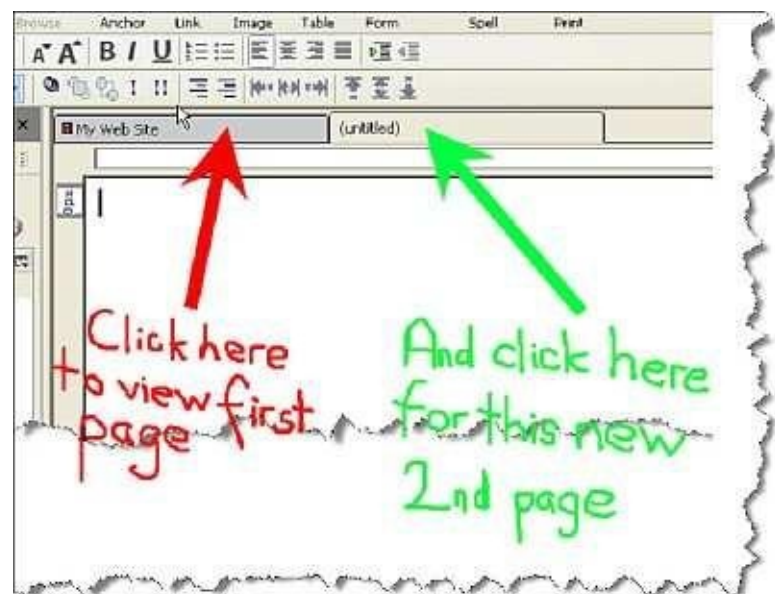 Browse Anchor Link Image Table Form Spell Print
A A B I U
My Web Site (untitled)
0px
Click here
to view first
page
And click here
for this new
2nd page